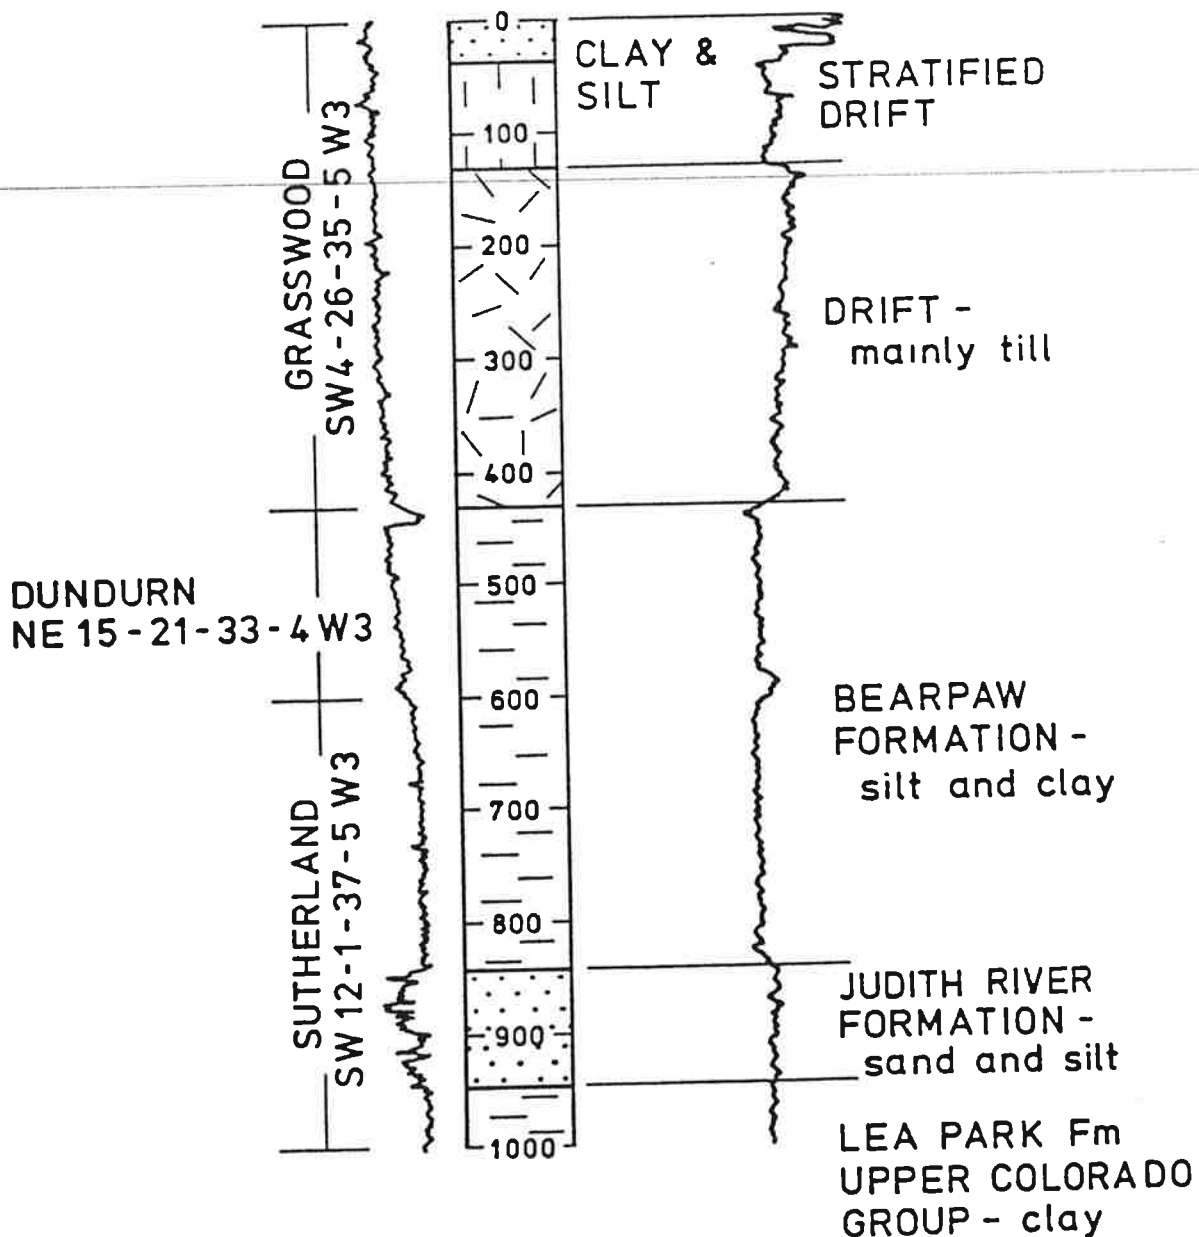 0
CLAY &
SILT
STRATIFIED
DRIFT
100
GRASSWOOD
SW4-26-35-5 W3
200
DRIFT -
mainly till
300
400
500
DUNDURN
NE 15-21-33-4 W3
600
BEARPAW
FORMATION -
silt and clay
700
SUTHERLAND
SW 12-1-37-5 W3
800
900
JUDITH RIVER
FORMATION -
sand and silt
1000
LEA PARK Fm
UPPER COLORADO
GROUP - clay